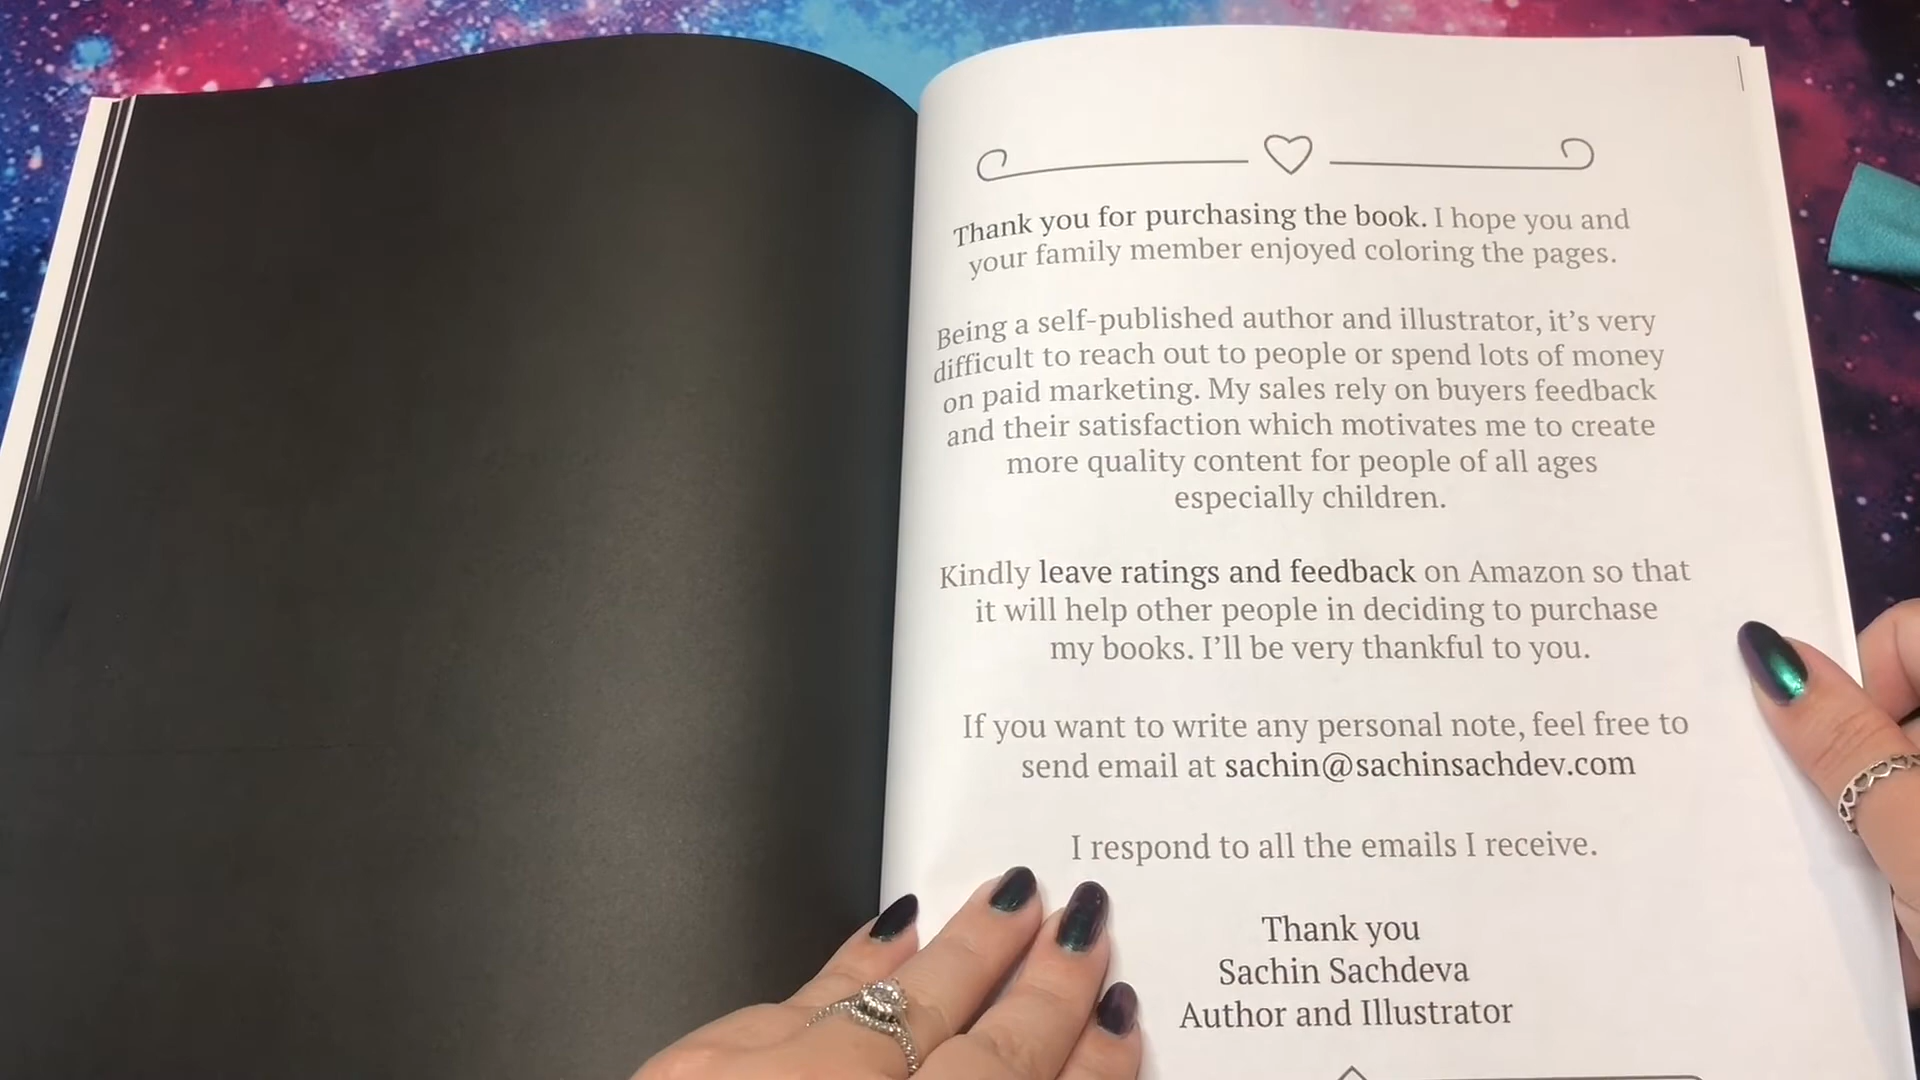 Thank you for purchasing the book. I hope you and
your family member enjoyed coloring the pages.
Being a self-published author and illustrator, it's very
difficult to reach out to people or spend lots of money
on paid marketing. My sales rely on buyers feedback
and their satisfaction which motivates me to create
more quality content for people of all ages
especially children.
Kindly leave ratings and feedback on Amazon so that
it will help other people in deciding to purchase
my books. I'll be very thankful to you.
If you want to write any personal note, feel free to
send email at sachin@sachinsachdev.com
I respond to all the emails I receive.
Thank you
Sachin Sachdeva
Author and Illustrator